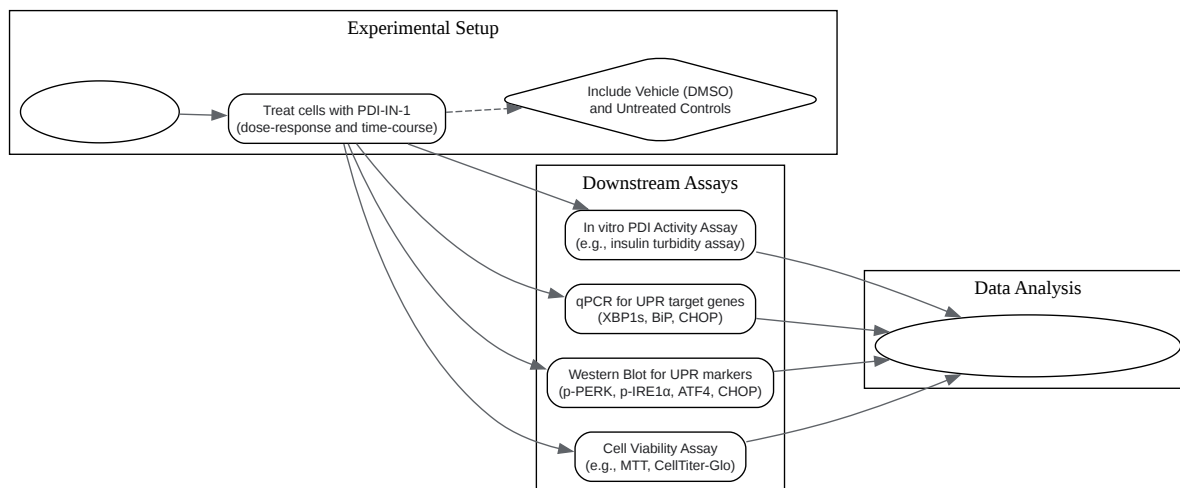 Experimental Setup
Treat cells with PDI-IN-1
(dose-response and time-course)
Include Vehicle (DMSO)
and Untreated Controls
Downstream Assays
In vitro PDI Activity Assay
(e.g., insulin turbidity assay)
qPCR for UPR target genes
(XBP1s, BiP, CHOP)
Western Blot for UPR markers
(p-PERK, p-IRE1α, ATF4, CHOP)
Cell Viability Assay
(e.g., MTT, CellTiter-Glo)
Data Analysis